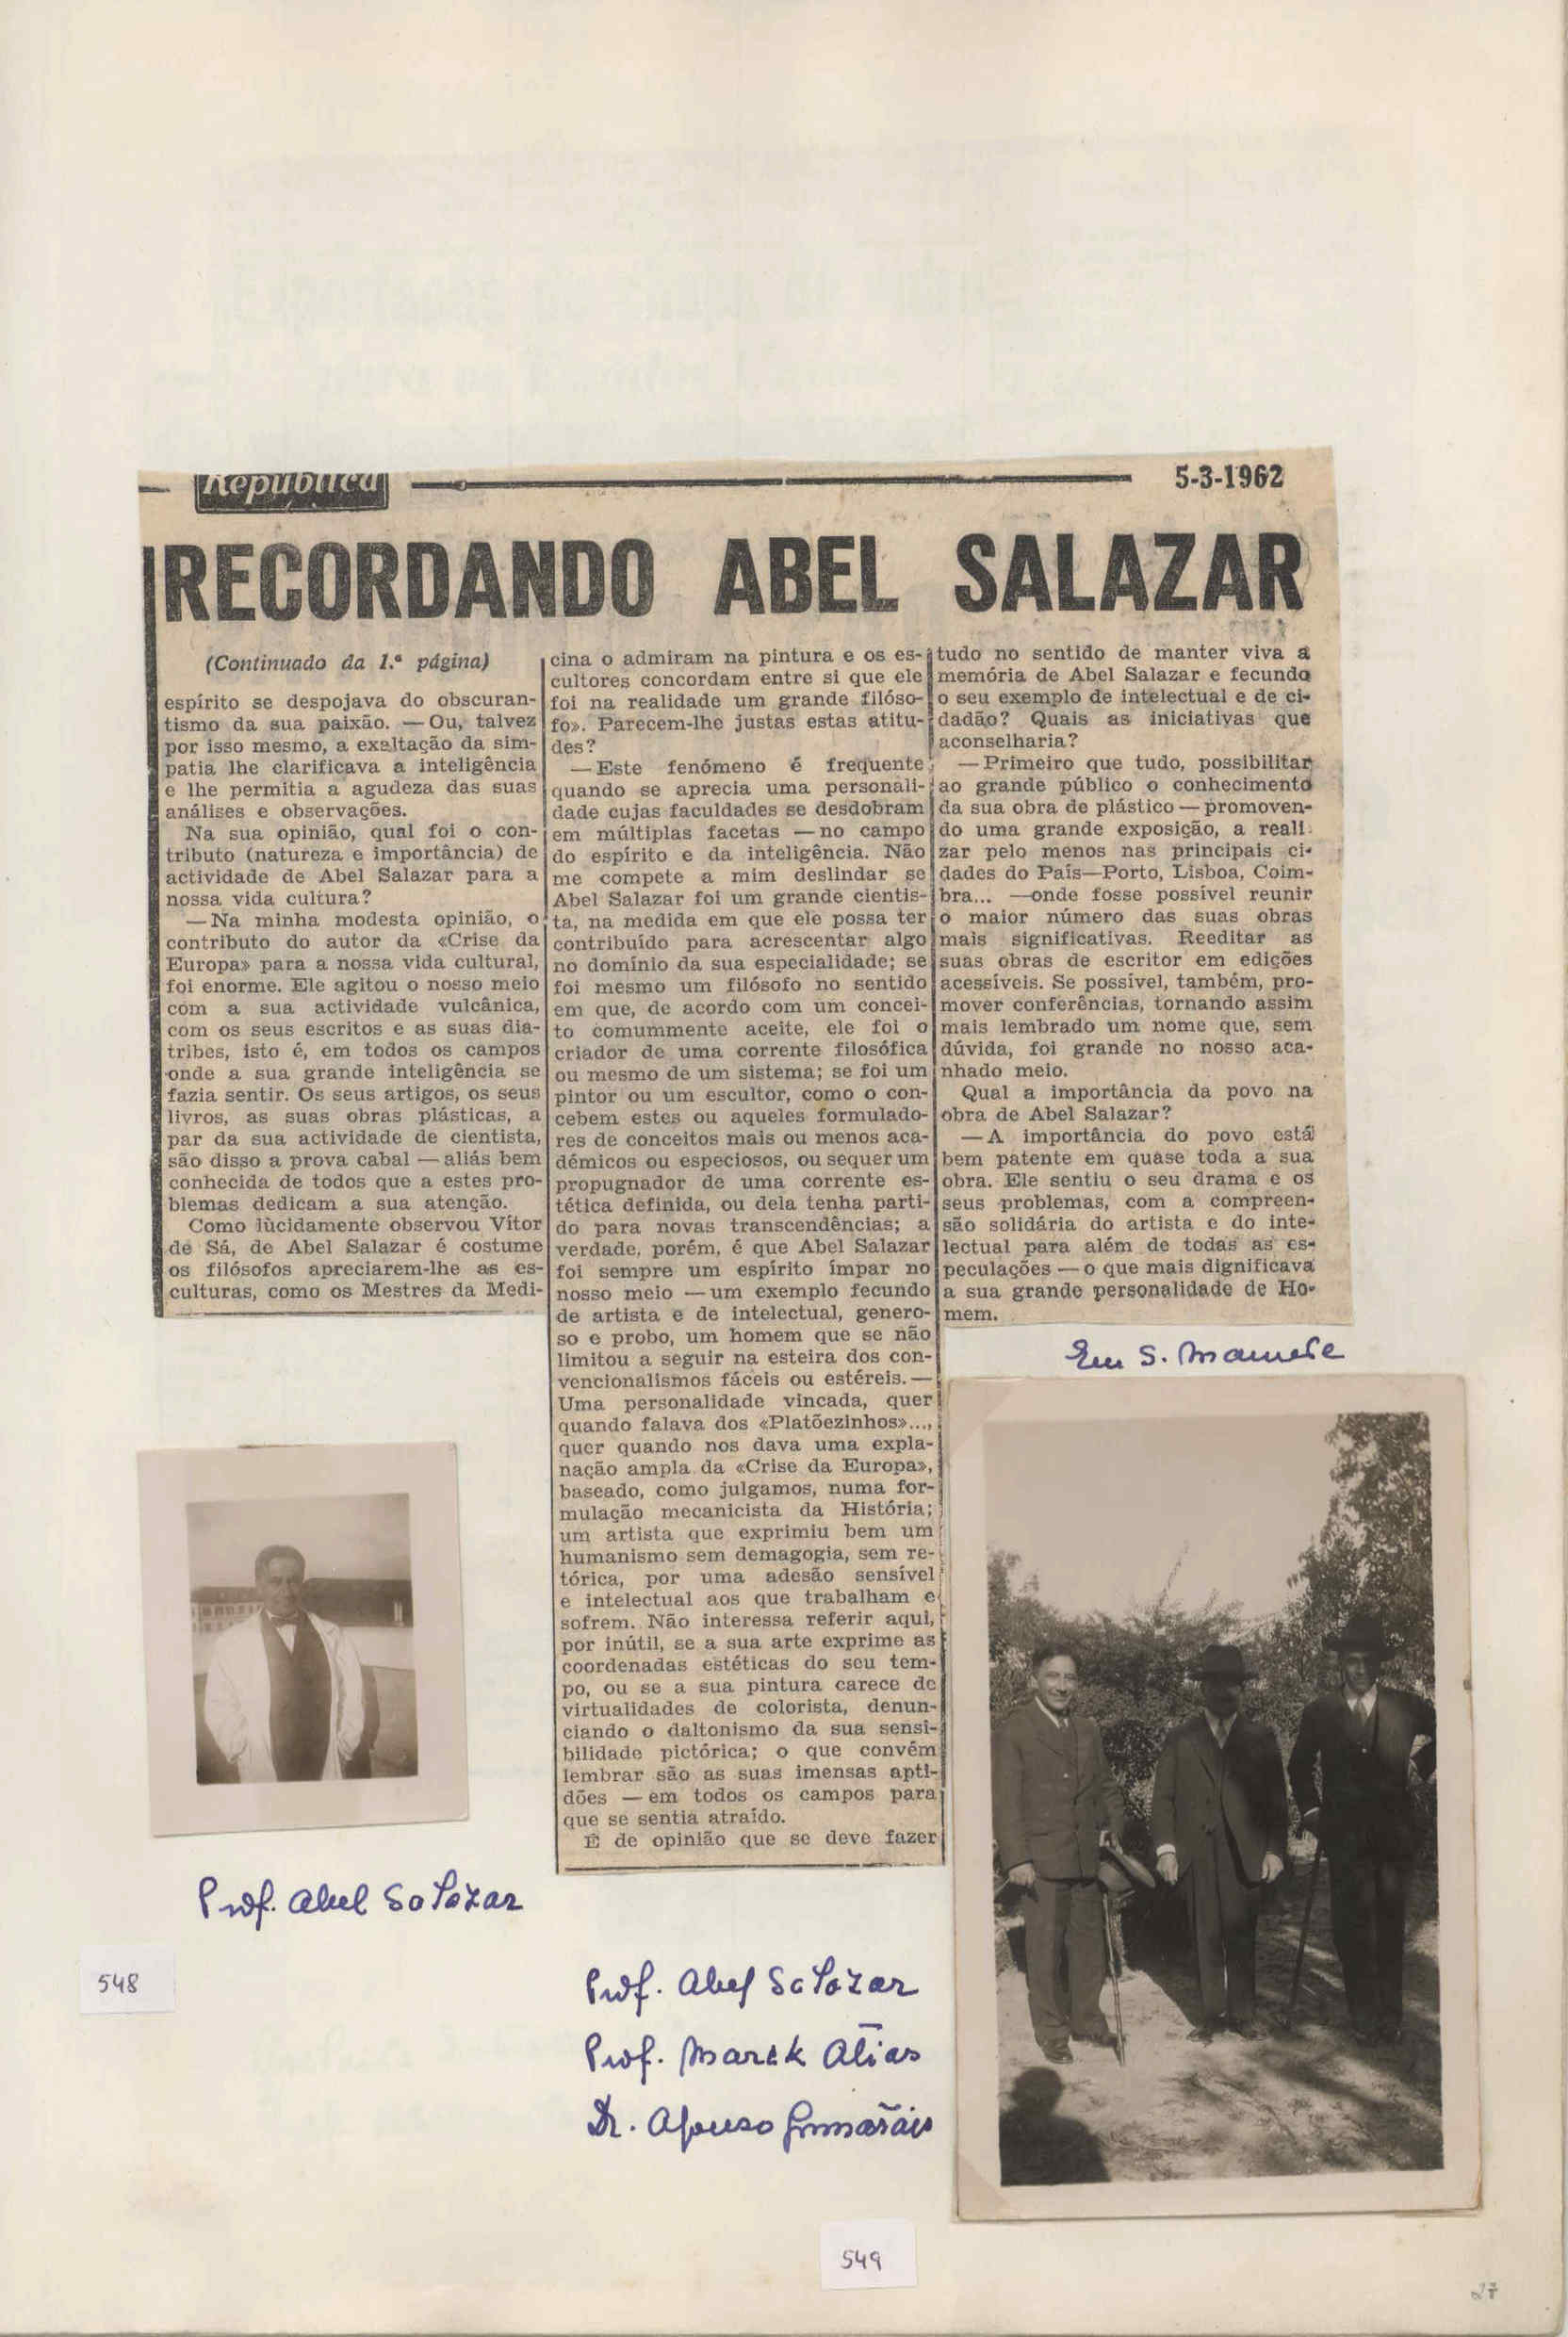 República
5-3-1962
RECORDANDO ABEL SALAZAR
(Continuado da 1.ª página)
espírito se despojava do obscuran-
tismo da sua paixão. — Ou, talvez
por isso mesmo, a exaltação da sim-
patia lhe clarificava a inteligência
e lhe permitia a agudeza das suas
análises e observações.
Na sua opinião, qual foi o con-
tributo (natureza e importância) de
actividade de Abel Salazar para a
nossa vida cultura?
— Na minha modesta opinião, o
contributo do autor da «Crise da
Europa» para a nossa vida cultural,
foi enorme. Ele agitou o nosso meio
com a sua actividade vulcânica,
com os seus escritos e as suas dia-
tribes, isto é, em todos os campos
onde a sua grande inteligência se
fazia sentir. Os seus artigos, os seus
livros, as suas obras plásticas, a
par da sua actividade de cientista,
são disso a prova cabal — aliás bem
conhecida de todos que a estes pro-
blemas dedicam a sua atenção.
Como lùcidamente observou Vítor
de Sá, de Abel Salazar é costume
os filósofos apreciarem-lhe as es-
culturas, como os Mestres da Medi-
cina o admiram na pintura e os es-
cultores concordam entre si que ele
foi na realidade um grande filóso-
fo». Parecem-lhe justas estas atitu-
des?
— Este fenómeno é frequente
quando se aprecia uma personali-
dade cujas faculdades se desdobram
em múltiplas facetas — no campo
do espírito e da inteligência. Não
me compete a mim deslindar se
Abel Salazar foi um grande cientis-
ta, na medida em que ele possa ter
contribuído para acrescentar algo
no domínio da sua especialidade; se
foi mesmo um filósofo no sentido
em que, de acordo com um concei-
to comummente aceite, ele foi o
criador de uma corrente filosófica
ou mesmo de um sistema; se foi um
pintor ou um escultor, como o con-
cebem estes ou aqueles formulado-
res de conceitos mais ou menos aca-
démicos ou especiosos, ou sequer um
propugnador de uma corrente es-
tética definida, ou dela tenha parti-
do para novas transcendências; a
verdade, porém, é que Abel Salazar
foi sempre um espírito ímpar no
nosso meio — um exemplo fecundo
de artista e de intelectual, genero-
so e probo, um homem que se não
limitou a seguir na esteira dos con-
vencionalismos fáceis ou estéreis. —
Uma personalidade vincada, quer
quando falava dos «Platõezinhos»...,
quer quando nos dava uma expla-
nação ampla da «Crise da Europa»,
baseado, como julgamos, numa for-
mulação mecanicista da História;
um artista que exprimiu bem um
humanismo sem demagogia, sem re-
tórica, por uma adesão sensível
e intelectual aos que trabalham e
sofrem. Não interessa referir aqui,
por inútil, se a sua arte exprime as
coordenadas estéticas do seu tem-
po, ou se a sua pintura carece de
virtualidades de colorista, denun-
ciando o daltonismo da sua sensi-
bilidade pictórica; o que convém
lembrar são as suas imensas apti-
dões — em todos os campos para
que se sentia atraído.
É de opinião que se deve fazer
tudo no sentido de manter viva a
memória de Abel Salazar e fecundo
o seu exemplo de intelectual e de ci-
dadão? Quais as iniciativas que
aconselharia?
— Primeiro que tudo, possibilitar
ao grande público o conhecimento
da sua obra de plástico — promoven-
do uma grande exposição, a reali-
zar pelo menos nas principais ci-
dades do País—Porto, Lisboa, Coim-
bra... —onde fosse possível reunir
o maior número das suas obras
mais significativas. Reeditar as
suas obras de escritor em edições
acessíveis. Se possível, também, pro-
mover conferências, tornando assim
mais lembrado um nome que, sem
dúvida, foi grande no nosso aca-
nhado meio.
Qual a importância da povo na
obra de Abel Salazar?
— A importância do povo está
bem patente em quase toda a sua
obra. Ele sentiu o seu drama e os
seus problemas, com a compreen-
são solidária do artista e do inte-
lectual para além de todas as es-
peculações — o que mais dignificava
a sua grande personalidade de Ho-
mem.
Em S. Mamede
Prof. Abel Salazar
548
Prof. Abel Salazar
Prof. Marck Atias
Dr. Afonso Guimarãis
549
27